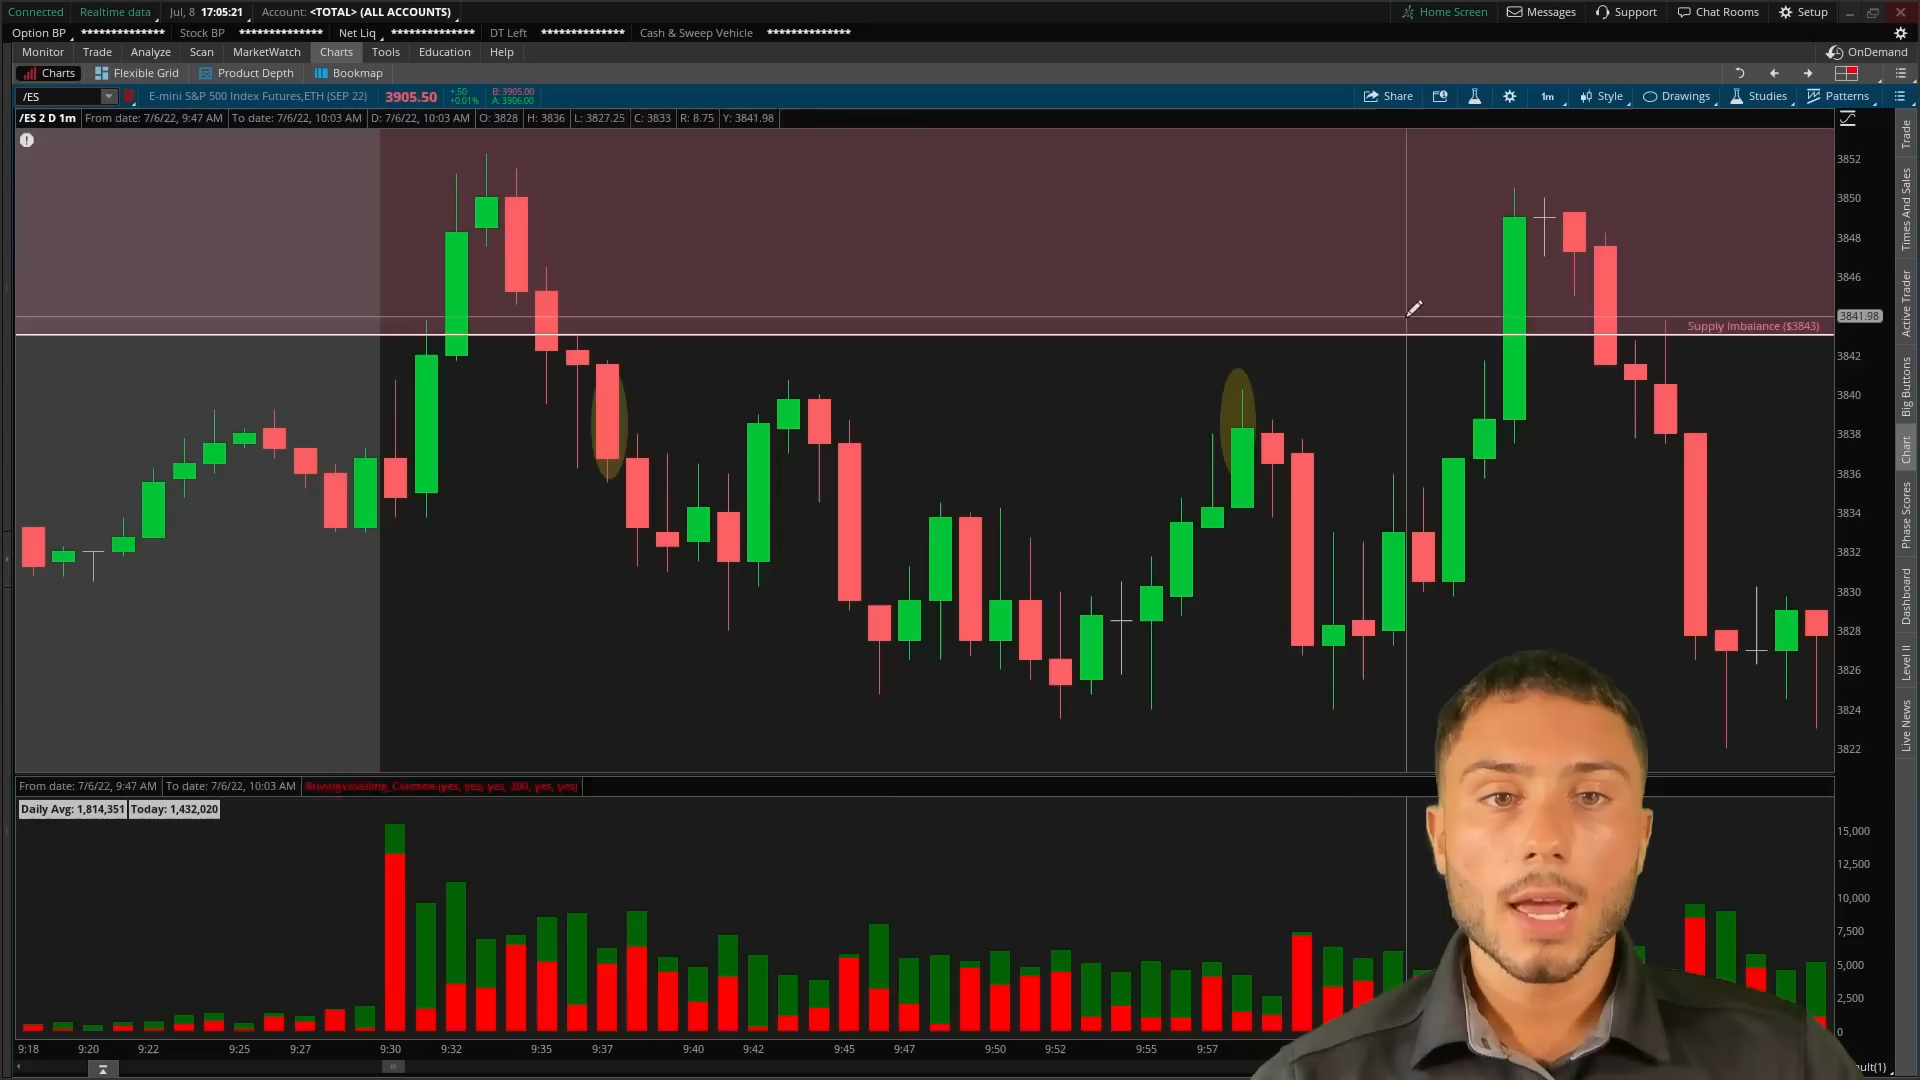 Connected Realtime data Jul, 8 17:05:21 Account: <TOTAL> (ALL ACCOUNTS) Home Screen Messages Support Chat Rooms Setup
Option BP ************** Stock BP ************** Net Liq ************** DT Left ************** Cash & Sweep Vehicle **************
Monitor Trade Analyze Scan MarketWatch Charts Tools Education Help OnDemand
Charts Flexible Grid Product Depth Bookmap
/ES E-mini S&P 500 Index Futures,ETH (SEP 22) 3905.50 +.50 B: 3905.00 Share 1m Style Drawings Studies Patterns
+0.01% A: 3906.00
/ES 2 D 1m From date: 7/6/22, 9:47 AM To date: 7/6/22, 10:03 AM D: 7/6/22, 10:03 AM O: 3828 H: 3836 L: 3827.25 C: 3833 R: 8.75 Y: 3841.98
3852
3850
3848
3846
3841.98
Supply Imbalance ($3843)
3842
3840
3838
3836
3834
3832
3830
3828
3826
3824
3822
Trade
Times And Sales
Active Trader
Big Buttons
Chart
Phase Scores
Dashboard
Level II
Live News
From date: 7/6/22, 9:47 AM To date: 7/6/22, 10:03 AM
Daily Avg: 1,814,351 Today: 1,432,020
15,000
12,500
10,000
7,500
5,000
2,500
0
9:18 9:20 9:22 9:25 9:27 9:30 9:32 9:35 9:37 9:40 9:42 9:45 9:47 9:50 9:52 9:55 9:57
ult(1)